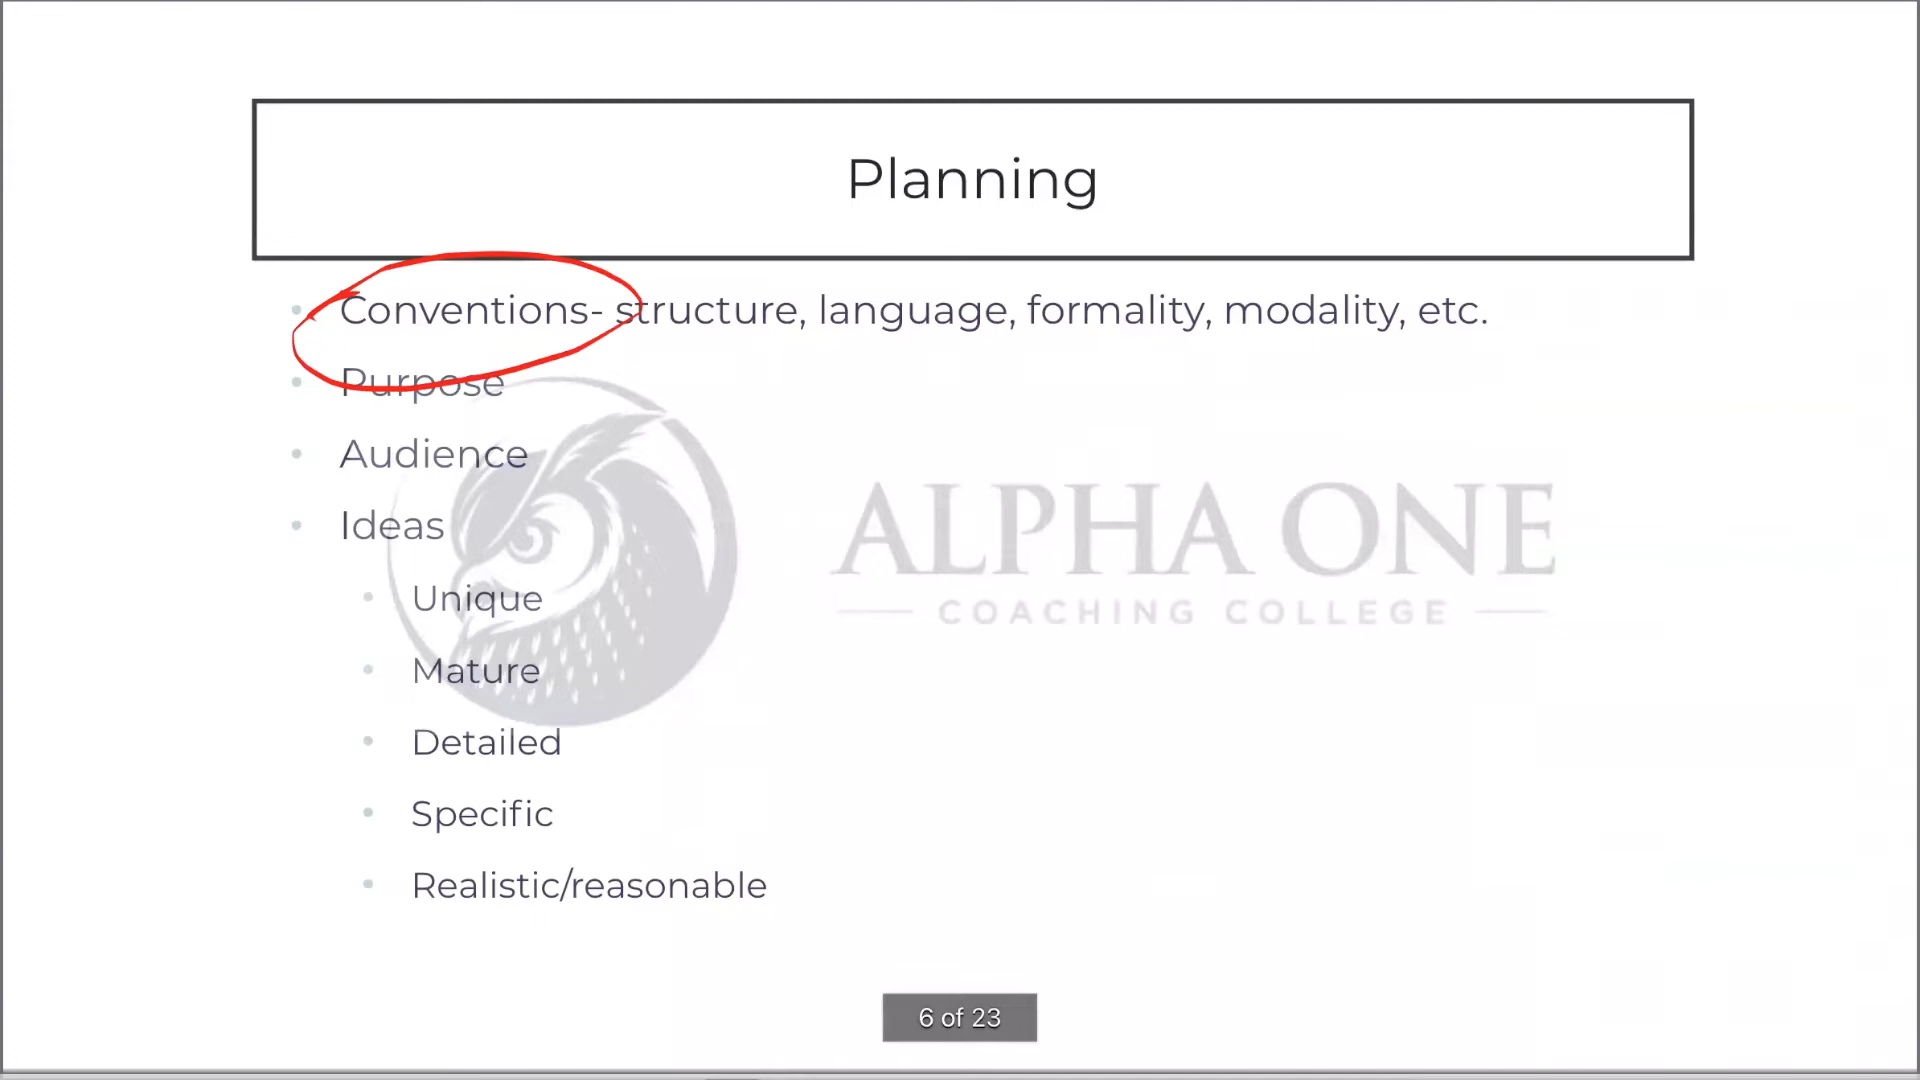 Planning
• Conventions- structure, language, formality, modality, etc.
• Purpose
• Audience
• Ideas
• Unique
• Mature
• Detailed
• Specific
• Realistic/reasonable
ALPHA ONE
COACHING COLLEGE
6 of 23